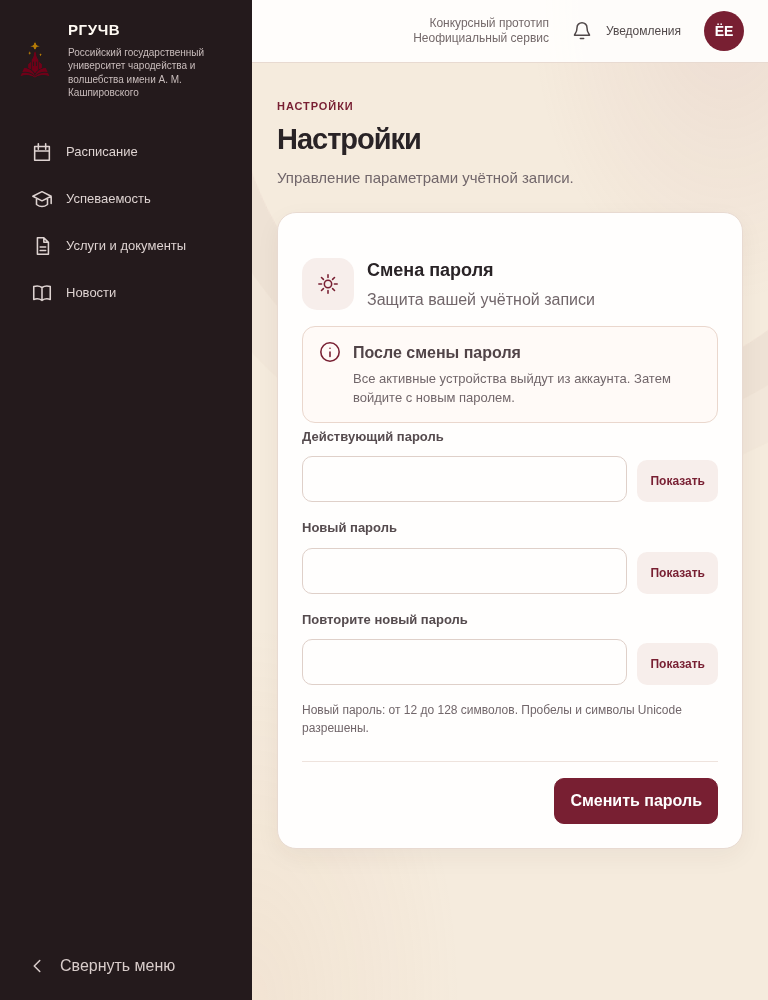 РГУЧВ
Российский государственный
университет чародейства и
волшебства имени А. М.
Кашпировского
Расписание
Успеваемость
Услуги и документы
Новости
Свернуть меню
Конкурсный прототип
Неофициальный сервис
Уведомления
ЁЕ
НАСТРОЙКИ
Настройки
Управление параметрами учётной записи.
Смена пароля
Защита вашей учётной записи
После смены пароля
Все активные устройства выйдут из аккаунта. Затем
войдите с новым паролем.
Действующий пароль
Показать
Новый пароль
Показать
Повторите новый пароль
Показать
Новый пароль: от 12 до 128 символов. Пробелы и символы Unicode
разрешены.
Сменить пароль